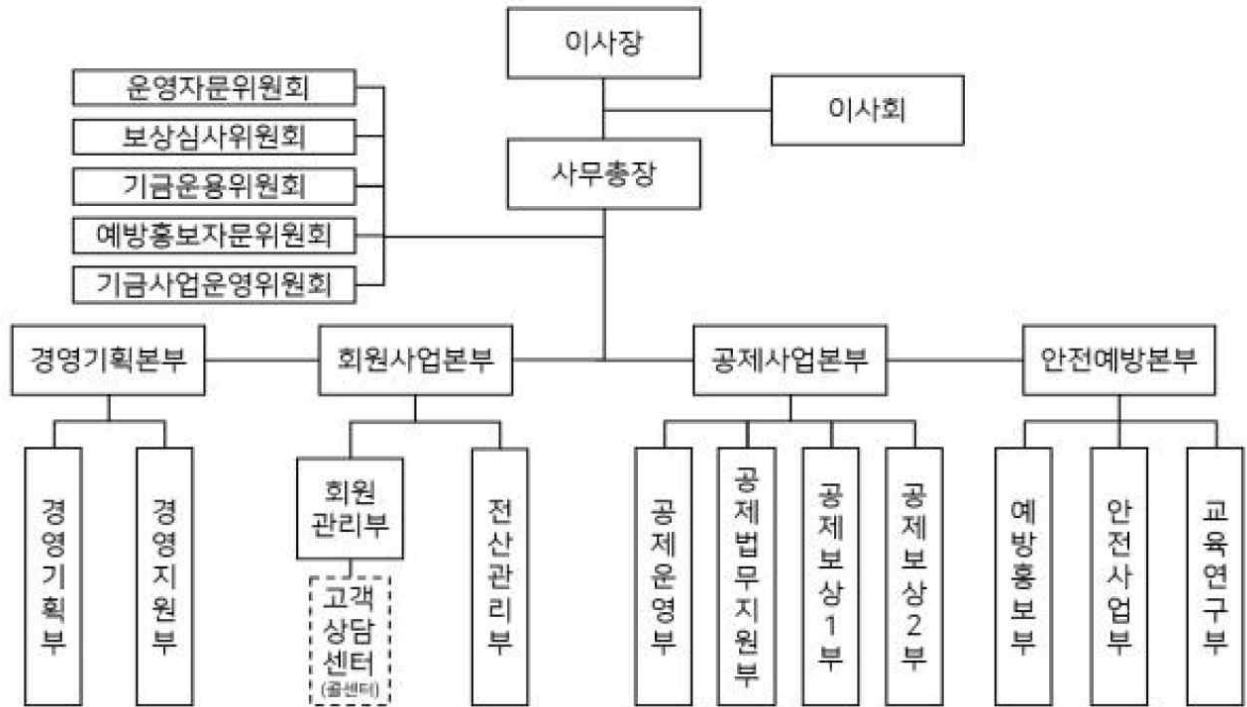 이사장
이사회
사무총장
운영자문위원회
보상심사위원회
기금운용위원회
예방홍보자문위원회
기금사업운영위원회
경영기획본부
회원사업본부
공제사업본부
안전예방본부
경영기획부
경영지원부
회원
관리부
고객
상담
센터
(콜센터)
전산관리부
공제운영부
공제법무지원부
공제보상1부
공제보상2부
예방홍보부
안전사업부
교육연구부